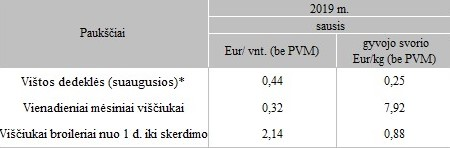 Paukščiai
2019 m.
sausis
Eur/ vnt. (be PVM)
gyvojo svorio
Eur/kg (be PVM)
Vištos dedeklės (suaugusios)* 0,44 0,25
Vienadieniai mėsiniai viščiukai 0,32 7,92
Viščiukai broileriai nuo 1 d. iki skerdimo 2,14 0,88